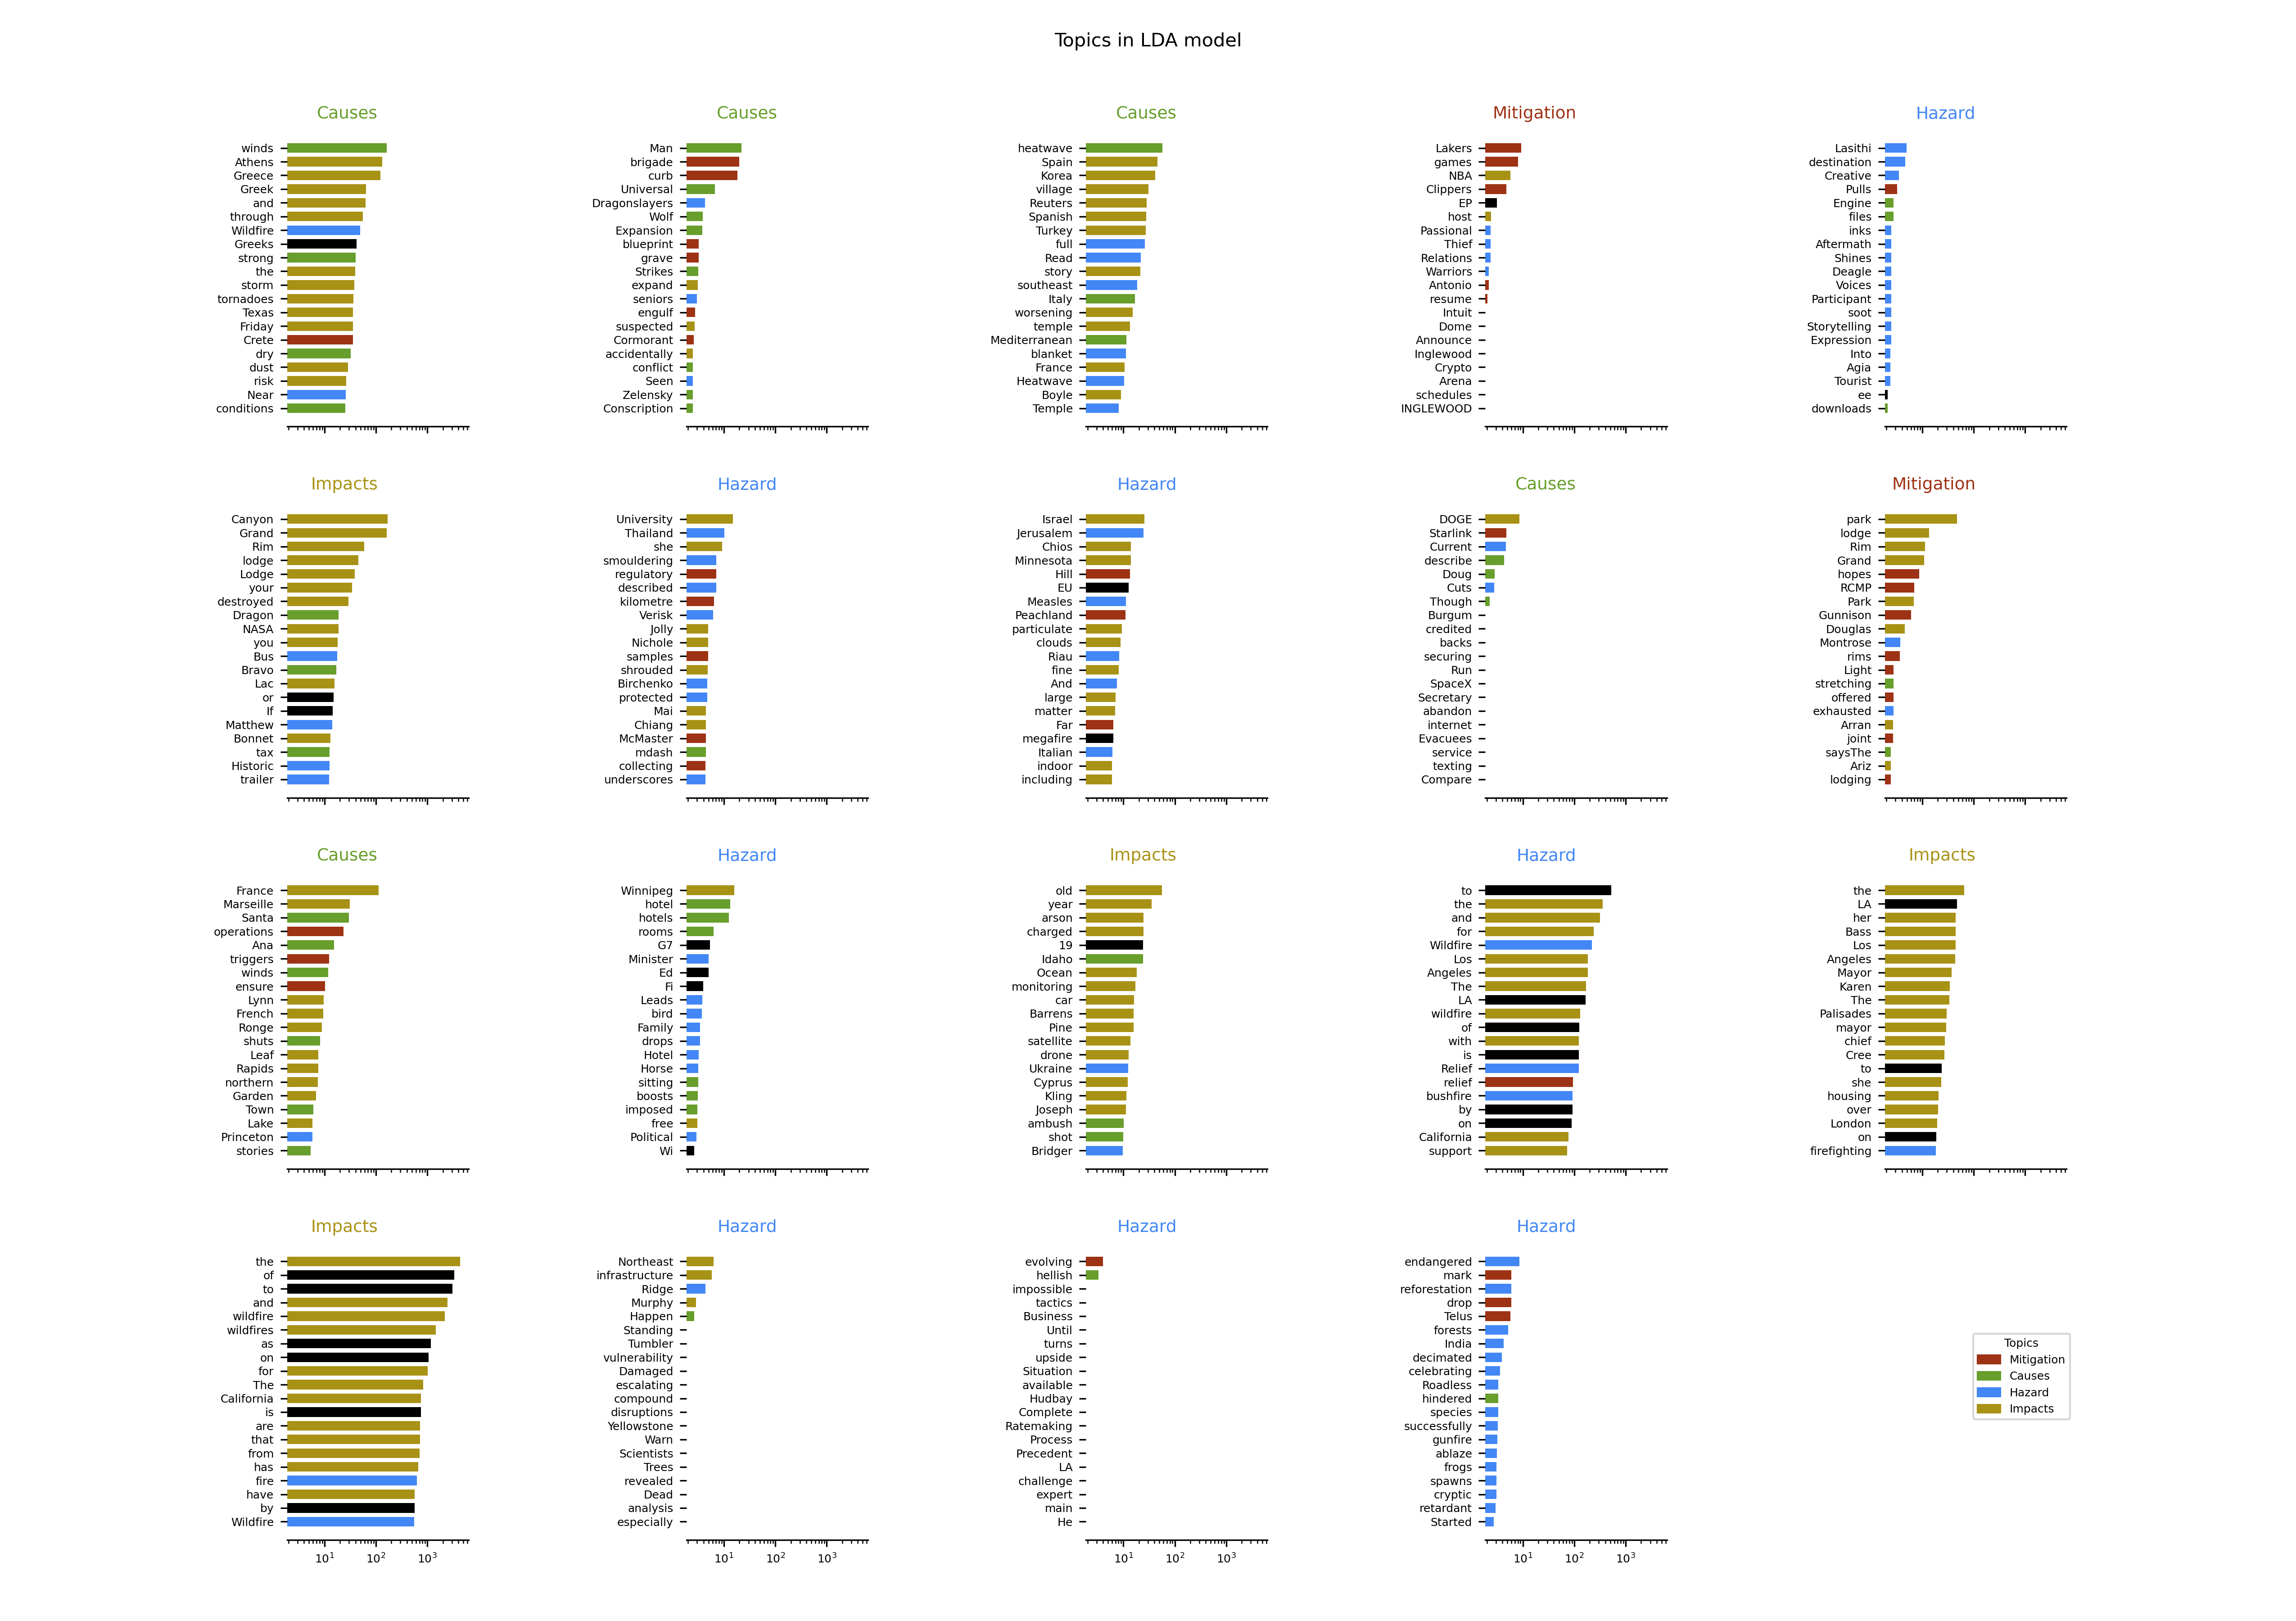 Topics in LDA model
Causes
winds
Athens
Greece
Greek
and
through
Wildfire
Greeks
strong
the
storm
tornadoes
Texas
Friday
Crete
dry
dust
risk
Near
conditions
Causes
Man
brigade
curb
Universal
Dragonslayers
Wolf
Expansion
blueprint
grave
Strikes
expand
seniors
engulf
suspected
Cormorant
accidentally
conflict
Seen
Zelensky
Conscription
Causes
heatwave
Spain
Korea
village
Reuters
Spanish
Turkey
full
Read
story
southeast
Italy
worsening
temple
Mediterranean
blanket
France
Heatwave
Boyle
Temple
Mitigation
Lakers
games
NBA
Clippers
EP
host
Passional
Thief
Relations
Warriors
Antonio
resume
Intuit
Dome
Announce
Inglewood
Crypto
Arena
schedules
INGLEWOOD
Hazard
Lasithi
destination
Creative
Pulls
Engine
files
inks
Aftermath
Shines
Deagle
Voices
Participant
soot
Storytelling
Expression
Into
Agia
Tourist
ee
downloads
Impacts
Canyon
Grand
Rim
lodge
Lodge
your
destroyed
Dragon
NASA
you
Bus
Bravo
Lac
or
If
Matthew
Bonnet
tax
Historic
trailer
Hazard
University
Thailand
she
smouldering
regulatory
described
kilometre
Verisk
Jolly
Nichole
samples
shrouded
Birchenko
protected
Mai
Chiang
McMaster
mdash
collecting
underscores
Hazard
Israel
Jerusalem
Chios
Minnesota
Hill
EU
Measles
Peachland
particulate
clouds
Riau
fine
And
large
matter
Far
megafire
Italian
indoor
including
Causes
DOGE
Starlink
Current
describe
Doug
Cuts
Though
Burgum
credited
backs
securing
Run
SpaceX
Secretary
abandon
internet
Evacuees
service
texting
Compare
Mitigation
park
lodge
Rim
Grand
hopes
RCMP
Park
Gunnison
Douglas
Montrose
rims
Light
stretching
offered
exhausted
Arran
joint
saysThe
Ariz
lodging
Causes
France
Marseille
Santa
operations
Ana
triggers
winds
ensure
Lynn
French
Ronge
shuts
Leaf
Rapids
northern
Garden
Town
Lake
Princeton
stories
Hazard
Winnipeg
hotel
hotels
rooms
G7
Minister
Ed
Fi
Leads
bird
Family
drops
Hotel
Horse
sitting
boosts
imposed
free
Political
Wi
Impacts
old
year
arson
charged
19
Idaho
Ocean
monitoring
car
Barrens
Pine
satellite
drone
Ukraine
Cyprus
Kling
Joseph
ambush
shot
Bridger
Hazard
to
the
and
for
Wildfire
Los
Angeles
The
LA
wildfire
of
with
is
Relief
relief
bushfire
by
on
California
support
Impacts
the
LA
her
Bass
Los
Angeles
Mayor
Karen
The
Palisades
mayor
chief
Cree
to
she
housing
over
London
on
firefighting
Impacts
the
of
to
and
wildfire
wildfires
as
on
for
The
California
is
are
that
from
has
fire
have
by
Wildfire
10¹ 10² 10³
Hazard
Northeast
infrastructure
Ridge
Murphy
Happen
Standing
Tumbler
vulnerability
Damaged
escalating
compound
disruptions
Yellowstone
Warn
Scientists
Trees
revealed
Dead
analysis
especially
10¹ 10² 10³
Hazard
evolving
hellish
impossible
tactics
Business
Until
turns
upside
Situation
available
Hudbay
Complete
Ratemaking
Process
Precedent
LA
challenge
expert
main
He
10¹ 10² 10³
Hazard
endangered
mark
reforestation
drop
Telus
forests
India
decimated
celebrating
Roadless
hindered
species
successfully
gunfire
ablaze
frogs
spawns
cryptic
retardant
Started
10¹ 10² 10³
Topics
Mitigation
Causes
Hazard
Impacts